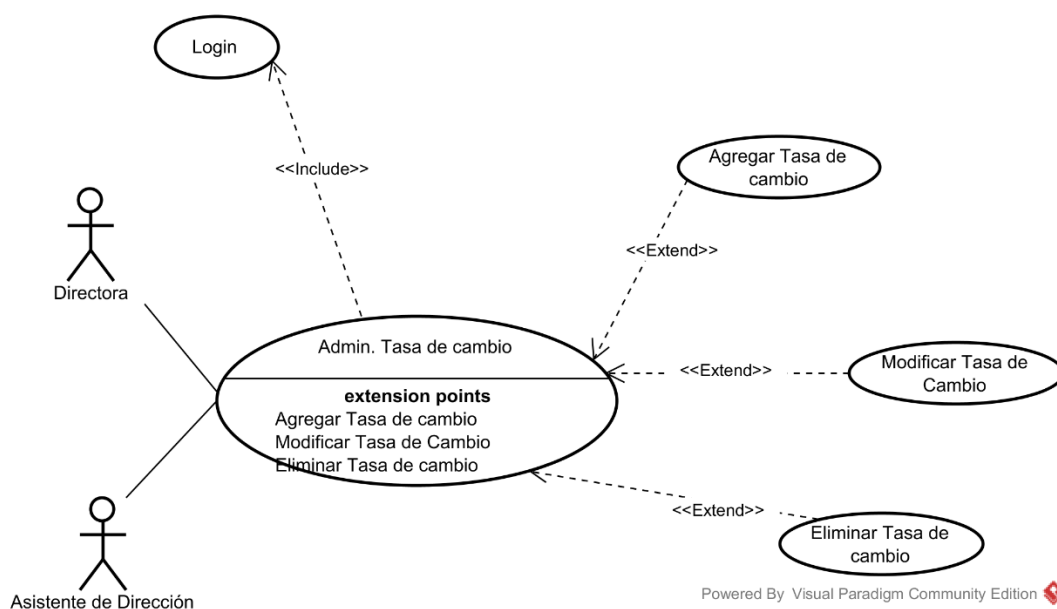 Login
<<Include>>
Agregar Tasa de
cambio
<<Extend>>
Directora
Admin. Tasa de cambio
<<Extend>>
Modificar Tasa de
Cambio
extension points
Agregar Tasa de cambio
Modificar Tasa de Cambio
Eliminar Tasa de cambio
<<Extend>>
Eliminar Tasa de
cambio
Asistente de Dirección
Powered By Visual Paradigm Community Edition